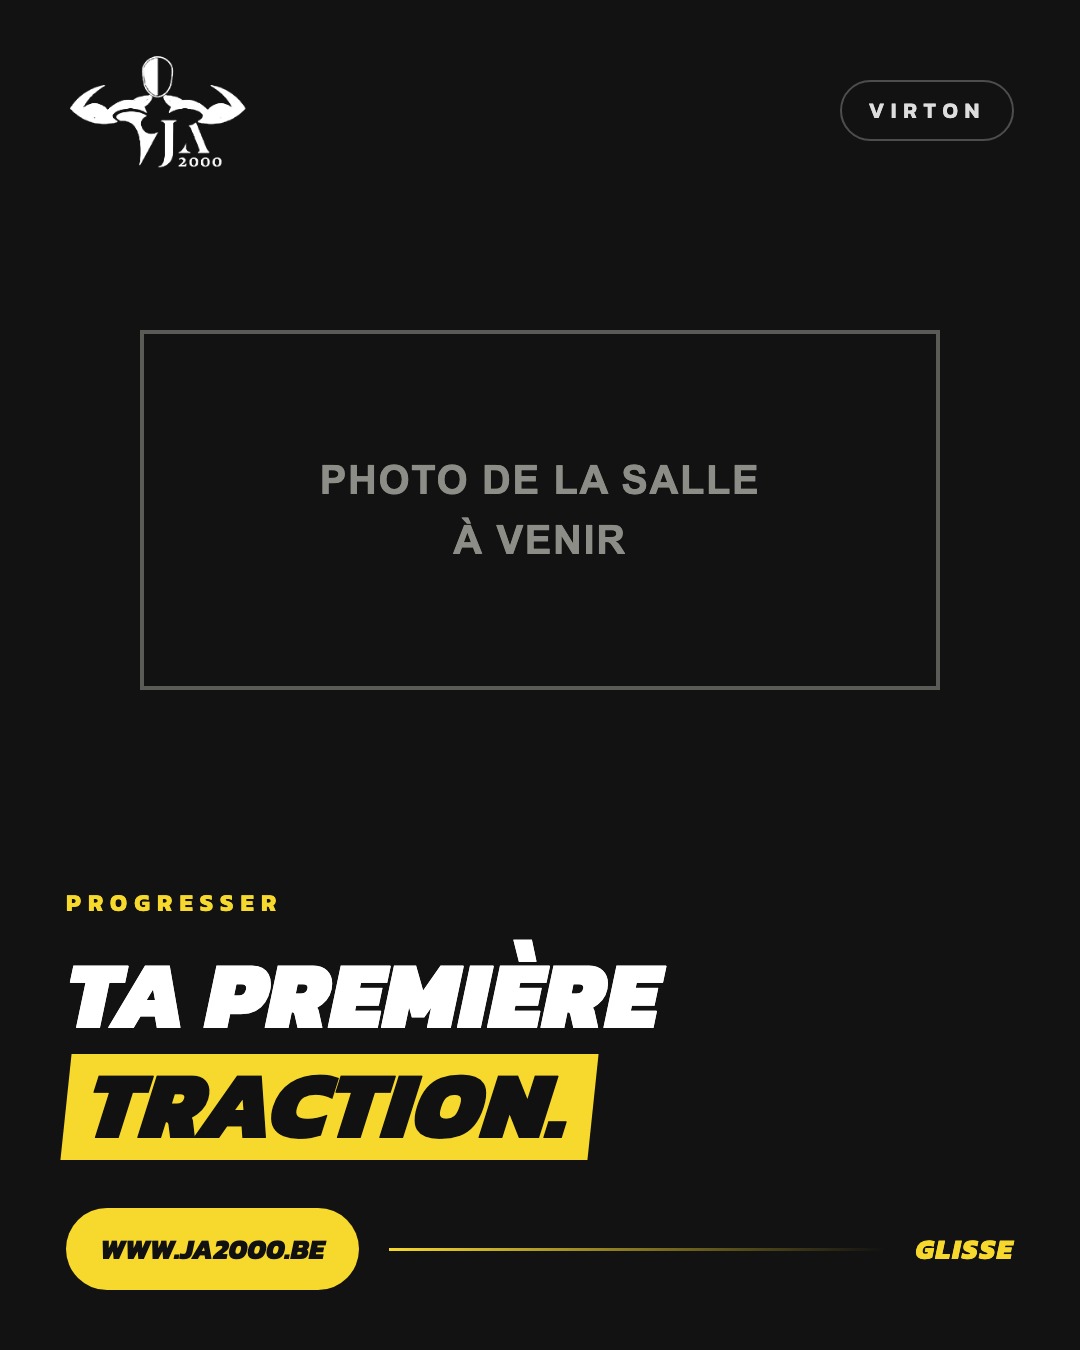 JA
2000
VIRTON
PHOTO DE LA SALLE
À VENIR
PROGRESSER
TA PREMIÈRE
TRACTION.
WWW.JA2000.BE
GLISSE